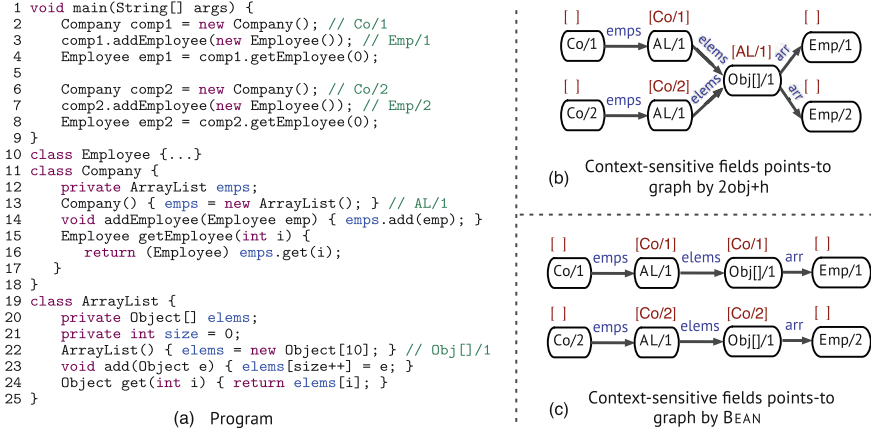 1 void main(String[] args) {
2 Company comp1 = new Company(); // Co/1
3 comp1.addEmployee(new Employee()); // Emp/1
4 Employee emp1 = comp1.getEmployee(0);
5
6 Company comp2 = new Company(); // Co/2
7 comp2.addEmployee(new Employee()); // Emp/2
8 Employee emp2 = comp2.getEmployee(0);
9 }
10 class Employee {...}
11 class Company {
12 private ArrayList emps;
13 Company() { emps = new ArrayList(); } // AL/1
14 void addEmployee(Employee emp) { emps.add(emp); }
15 Employee getEmployee(int i) {
16 return (Employee) emps.get(i);
17 }
18 }
19 class ArrayList {
20 private Object[] elems;
21 private int size = 0;
22 ArrayList() { elems = new Object[10]; } // Obj[]/1
23 void add(Object e) { elems[size++] = e; }
24 Object get(int i) { return elems[i]; }
25 }
(a) Program
[ ] [Co/1] [ ]
Co/1 emps AL/1 elems [AL/1] arr Emp/1
Obj[]/1
[ ] [Co/2] [ ]
Co/2 emps AL/1 elems arr Emp/2
(b) Context-sensitive fields points-to
graph by 2obj+h
[ ] [Co/1] [Co/1] [ ]
Co/1 emps AL/1 elems Obj[]/1 arr Emp/1
[ ] [Co/2] [Co/2] [ ]
Co/2 emps AL/1 elems Obj[]/1 arr Emp/2
(c) Context-sensitive fields points-to
graph by BEAN